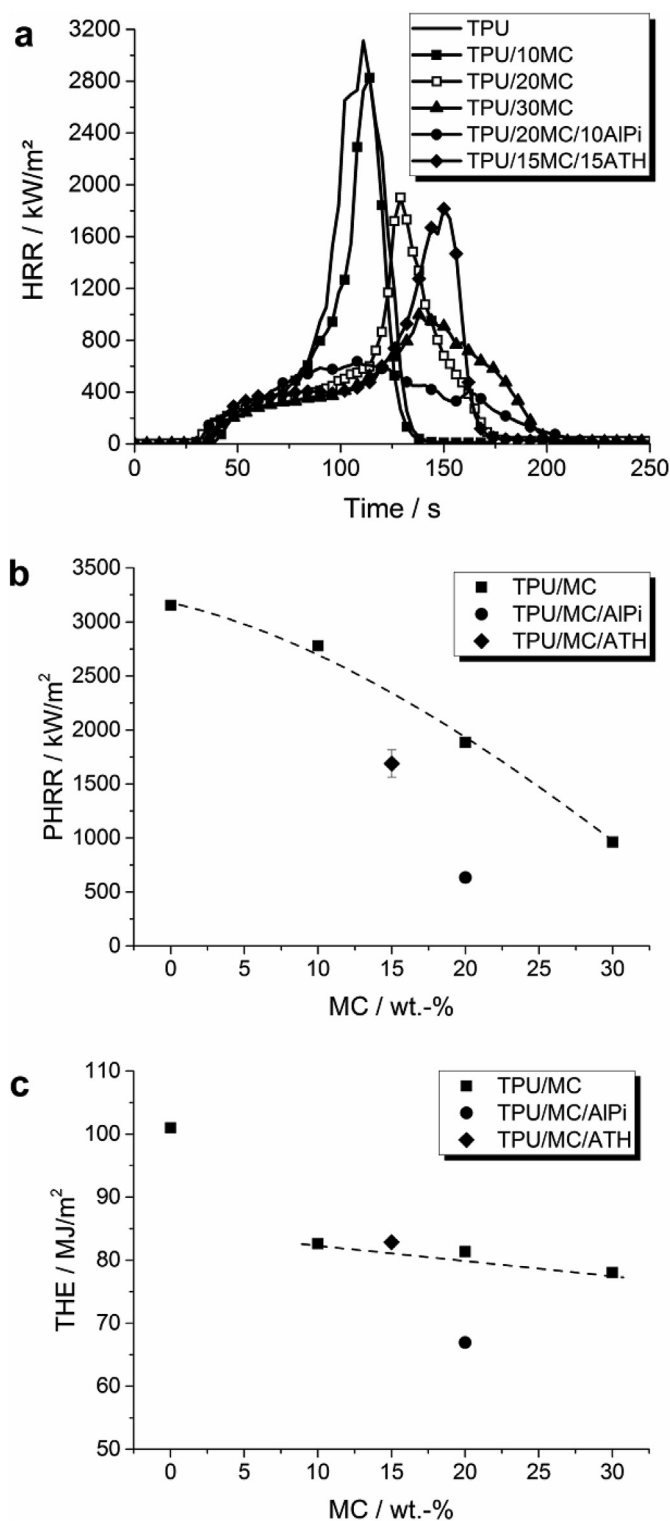 a
3200
2800
2400
2000
1600
1200
800
400
0
HRR / kW/m²
TPU
TPU/10MC
TPU/20MC
TPU/30MC
TPU/20MC/10AlPi
TPU/15MC/15ATH
0 50 100 150 200 250
Time / s
b
3500
3000
2500
2000
1500
1000
500
0
PHRR / kW/m²
TPU/MC
TPU/MC/AlPi
TPU/MC/ATH
0 5 10 15 20 25 30
MC / wt.-%
c
110
100
90
80
70
60
50
THE / MJ/m²
TPU/MC
TPU/MC/AlPi
TPU/MC/ATH
0 5 10 15 20 25 30
MC / wt.-%